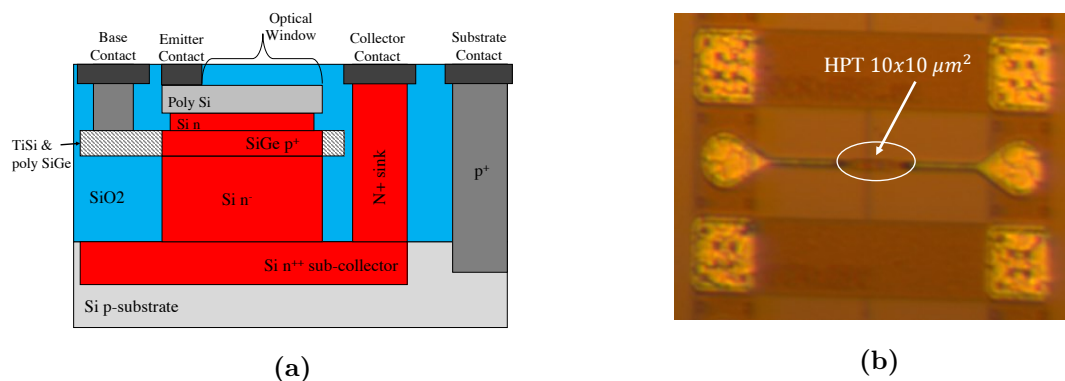 Optical
Window
Base
Contact
Emitter
Contact
Collector
Contact
Substrate
Contact
Poly Si
Si n
TiSi &
poly SiGe
SiGe p+
SiO2
Si n-
N+ sink
p+
Si n++ sub-collector
Si p-substrate
(a)
HPT 10x10 μm²
(b)